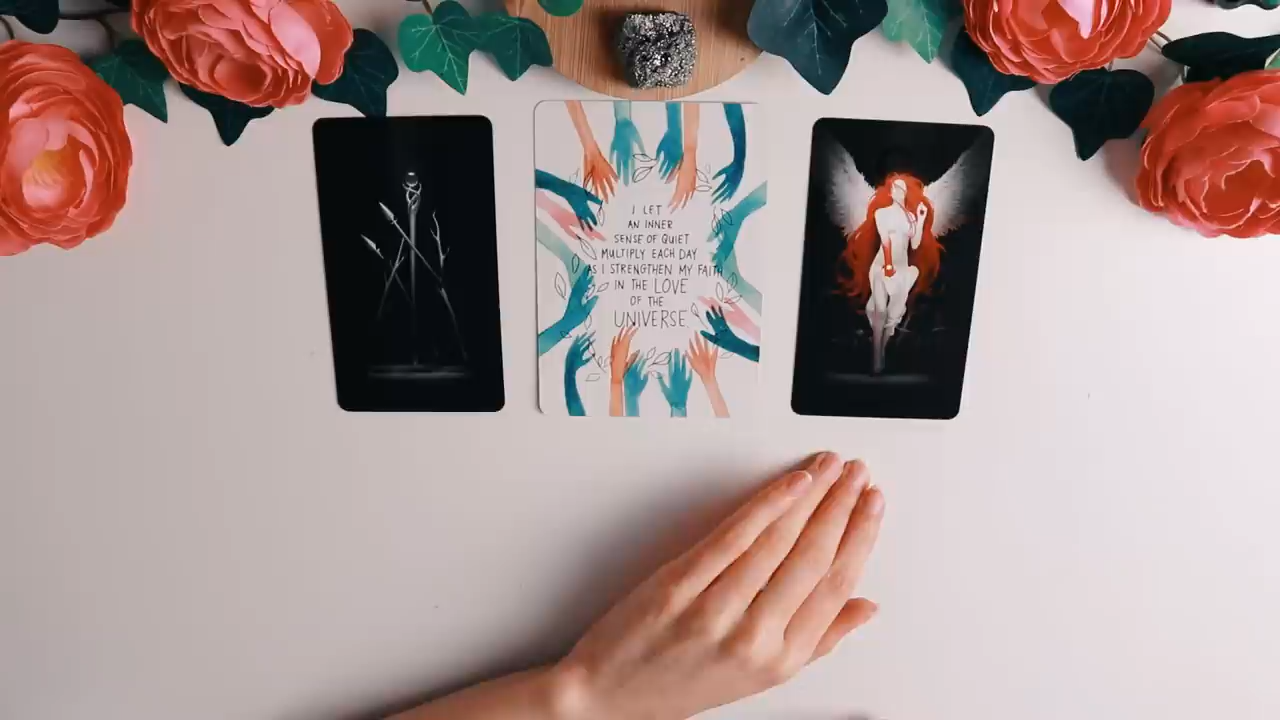 I LET
AN INNER
SENSE OF QUIET
MULTIPLY EACH DAY
AS I STRENGTHEN MY FAITH
IN THE LOVE
OF THE
UNIVERSE